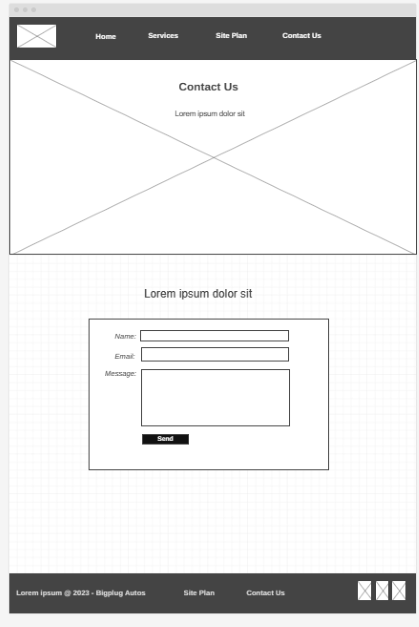 Home Services Site Plan Contact Us
Contact Us
Lorem ipsum dolor sit
Lorem ipsum dolor sit
Name:
Email:
Message:
Send
Lorem ipsum @ 2023 - Bigplug Autos Site Plan Contact Us